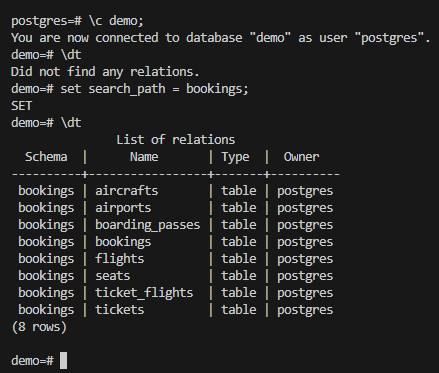 postgres=# \c demo;
You are now connected to database "demo" as user "postgres".
demo=# \dt
Did not find any relations.
demo=# set search_path = bookings;
SET
demo=# \dt
              List of relations
  Schema  |      Name       | Type  |  Owner
----------+-----------------+-------+----------
 bookings | aircrafts       | table | postgres
 bookings | airports        | table | postgres
 bookings | boarding_passes | table | postgres
 bookings | bookings        | table | postgres
 bookings | flights         | table | postgres
 bookings | seats           | table | postgres
 bookings | ticket_flights  | table | postgres
 bookings | tickets         | table | postgres
(8 rows)
demo=#